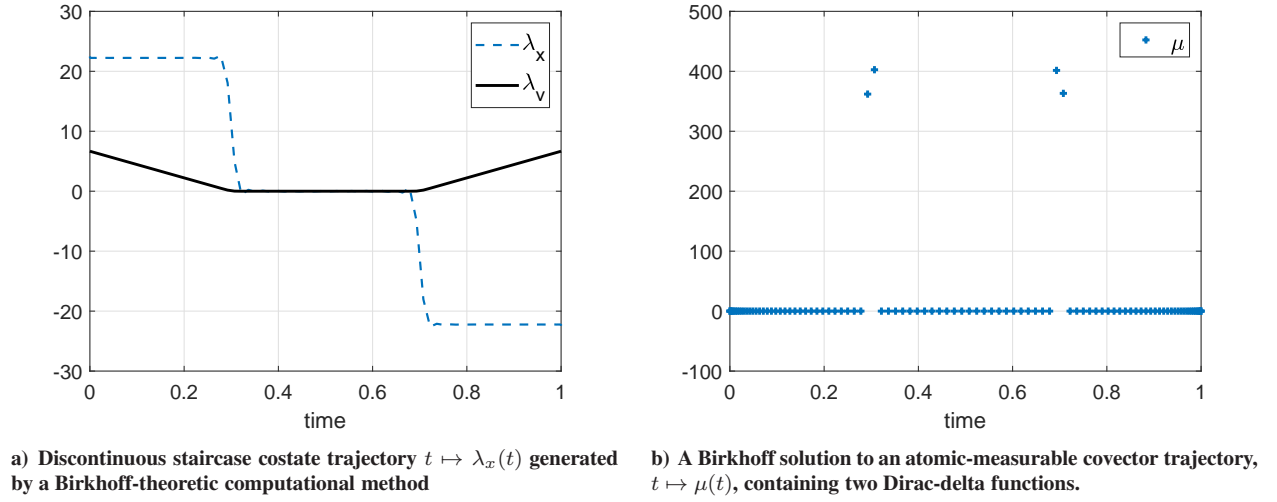 30
20
10
0
-10
-20
-30
0
0.2
0.4
0.6
0.8
1
time
λx
λv
500
400
300
200
100
0
-100
0
0.2
0.4
0.6
0.8
1
time
μ
a) Discontinuous staircase costate trajectory t ↦ λx(t) generated
by a Birkhoff-theoretic computational method
b) A Birkhoff solution to an atomic-measurable covector trajectory,
t ↦ μ(t), containing two Dirac-delta functions.